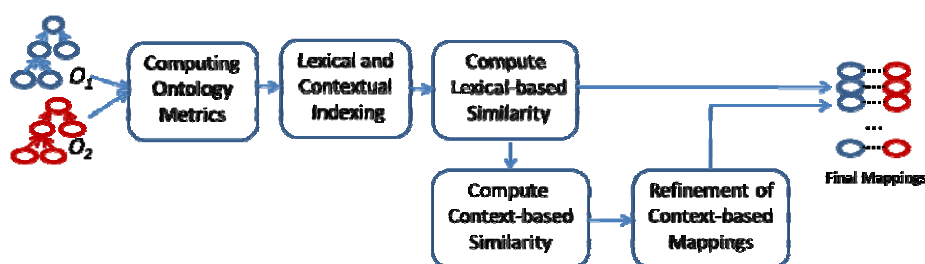 O1
O2
Computing
Ontology
Metrics
Lexical and
Contextual
Indexing
Compute
Lexical-based
Similarity
Compute
Context-based
Similarity
Refinement of
Context-based
Mappings
...
Final Mappings